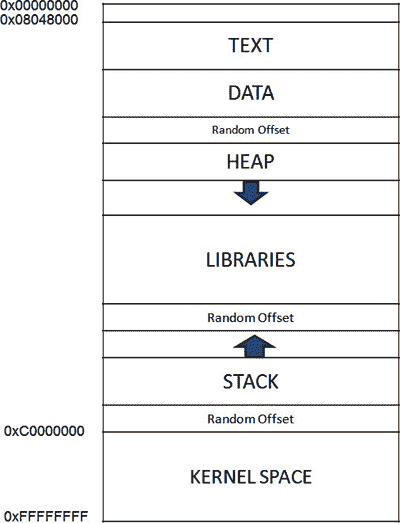 0x00000000
0x08048000
TEXT
DATA
Random Offset
HEAP
LIBRARIES
Random Offset
STACK
Random Offset
0xC0000000
KERNEL SPACE
0xFFFFFFFF